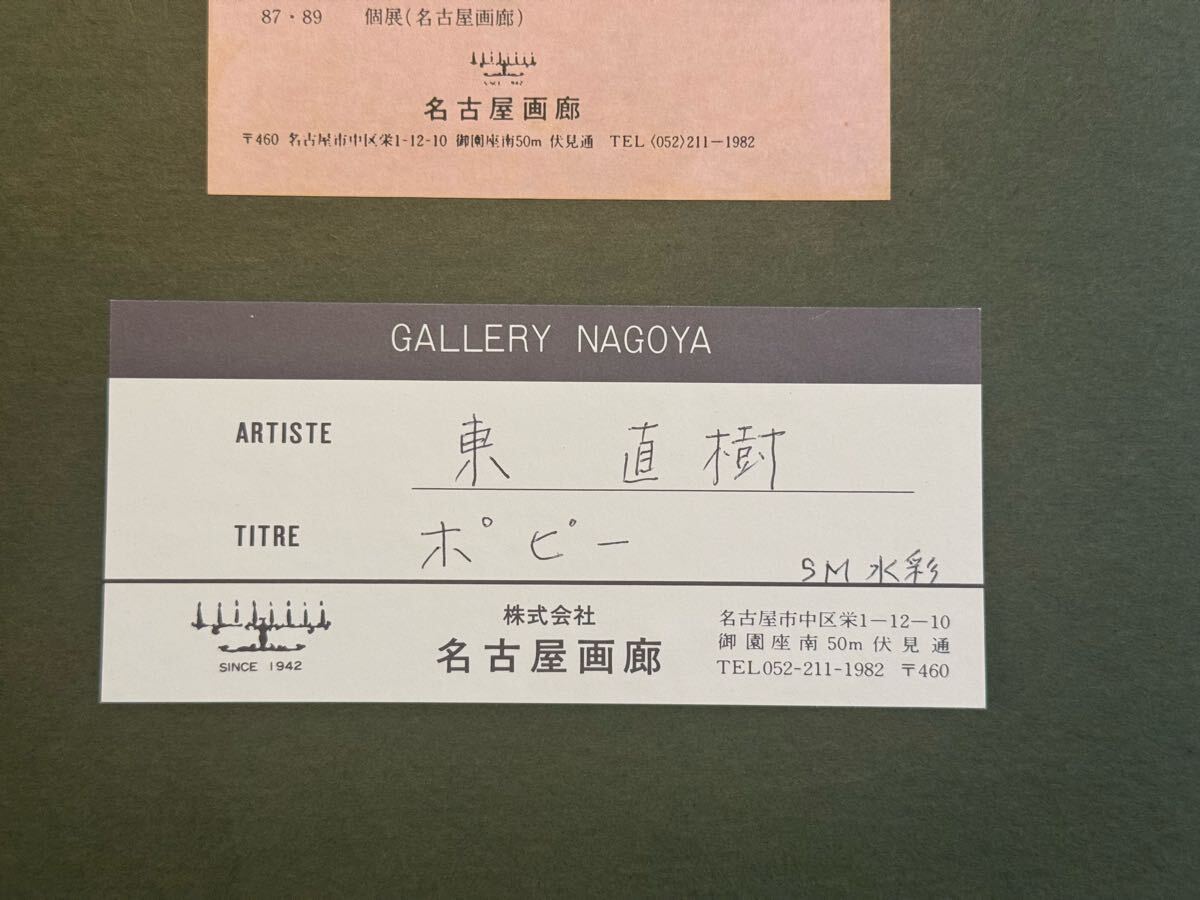 87・89 個展(名古屋画廊)
名古屋画廊
〒460 名古屋市中区栄1-12-10 御園座南50m 伏見通 TEL〈052〉211-1982
GALLERY NAGOYA
ARTISTE 東 直樹
TITRE ポピー
SM 水彩
SINCE 1942
株式会社
名古屋画廊
名古屋市中区栄1-12-10
御園座南50m伏見通
TEL052-211-1982 〒460